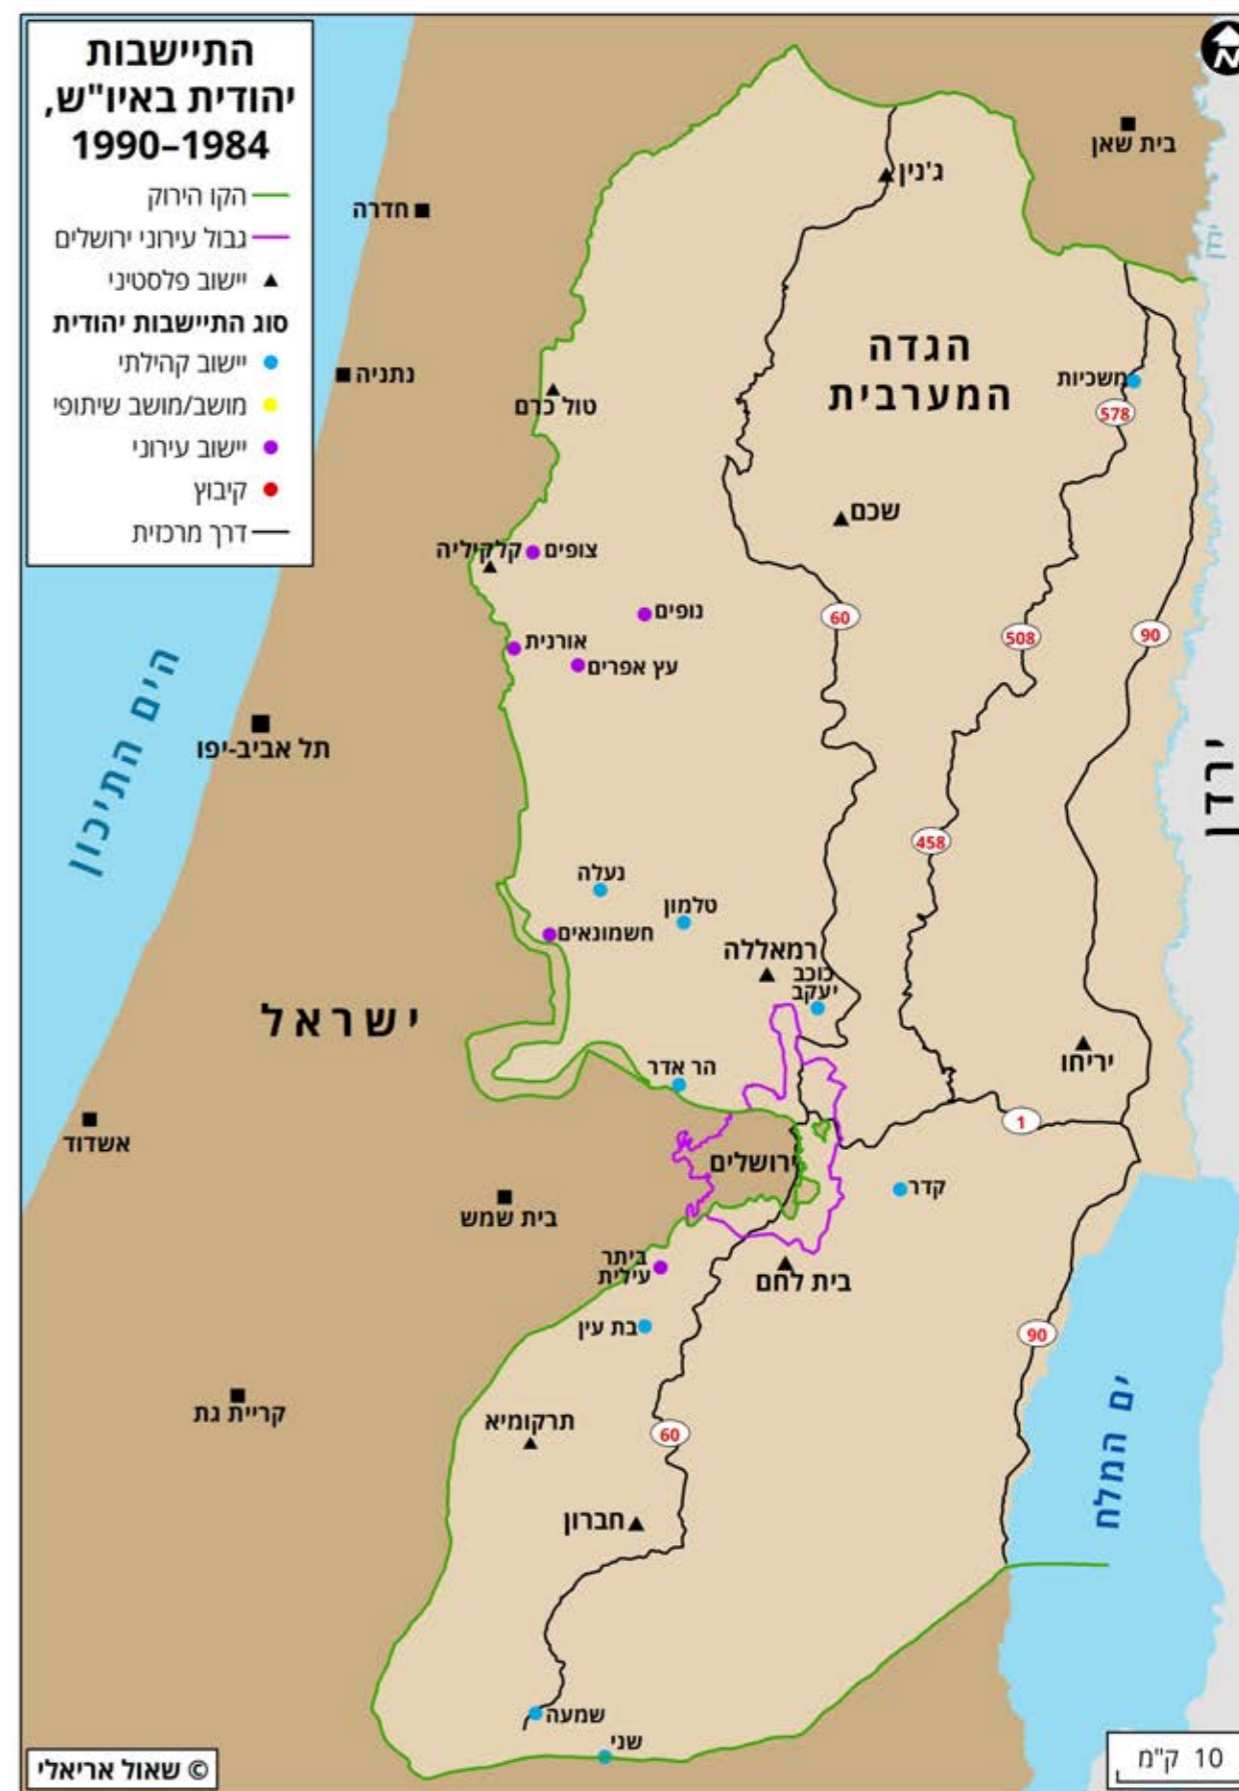 התיישבות
יהודית באיו"ש,
1990–1984
הקו הירוק
גבול עירוני ירושלים
יישוב פלסטיני
סוג התיישבות יהודית
יישוב קהילתי
מושב/מושב שיתופי
יישוב עירוני
קיבוץ
דרך מרכזית
N
בית שאן
ג'נין
חדרה
ירדן
הגדה
המערבית
נתניה
טול כרם
משכיות
578
שכם
צופים
קלקיליה
נופים
60
508
90
אורנית
עץ אפרים
הים התיכון
תל אביב-יפו
ירדן
458
נעלה
טלמון
חשמונאים
רמאללה
כוכב
יעקב
ישראל
יריחו
הר אדר
1
אשדוד
ירושלים
קדר
בית שמש
ביתר
עילית
בית לחם
בת עין
90
קריית גת
תרקומיא
60
ים המלח
חברון
שמעה
שני
10 ק"מ
© שאול אריאלי